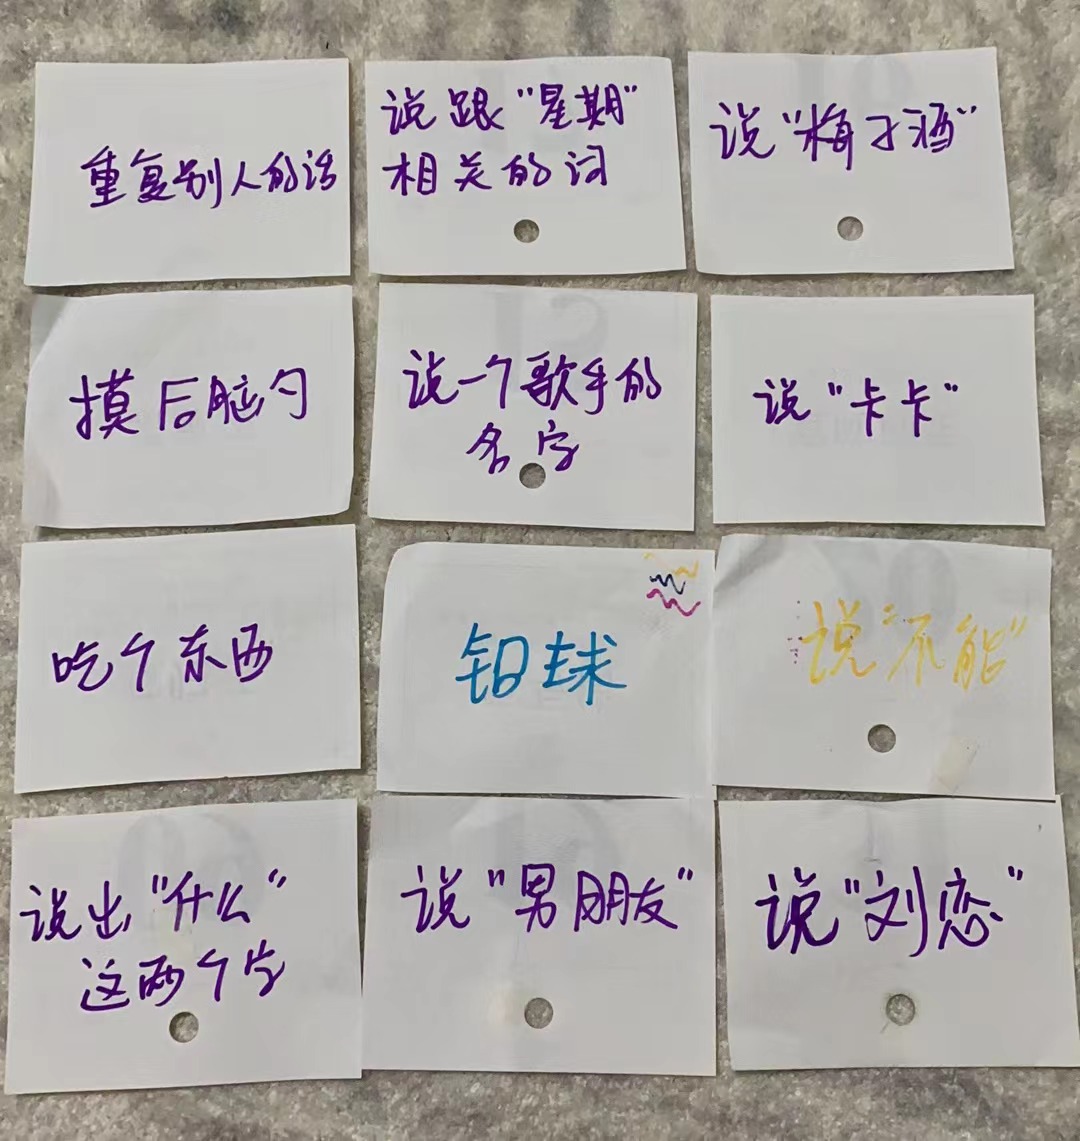 重复别人的话
说跟"星期"
相关的词
说"梅子酒"
摸后脑勺
说一个歌手的
名字
说"卡卡"
吃个东西
铅球
说"不能"
说出"什么"
这两个字
说"男朋友"
说"刘恋"